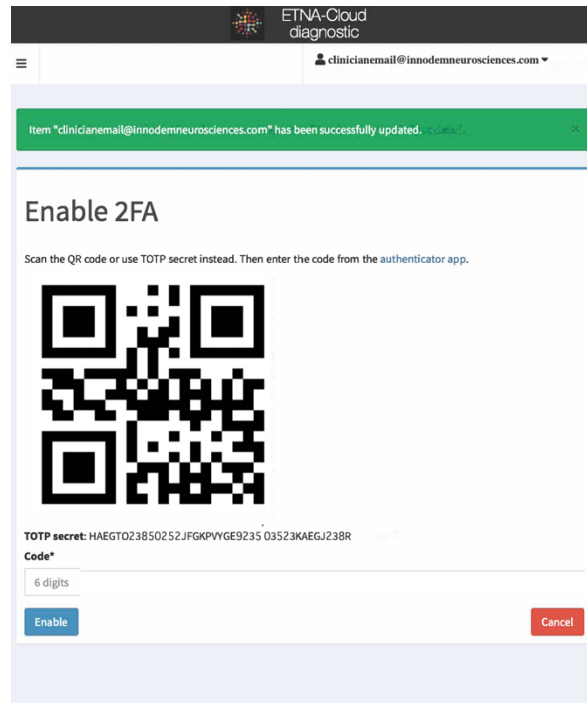 ETNA-Cloud
diagnostic
clinicianemail@innodemneurosciences.com
Item "clinicianemail@innodemneurosciences.com" has been successfully updated.
×
Enable 2FA
Scan the QR code or use TOTP secret instead. Then enter the code from the authenticator app.
TOTP secret: HAEGTO23850252JFGKPVYGE9235 03523KAEGJ238R
Code*
6 digits
Enable
Cancel